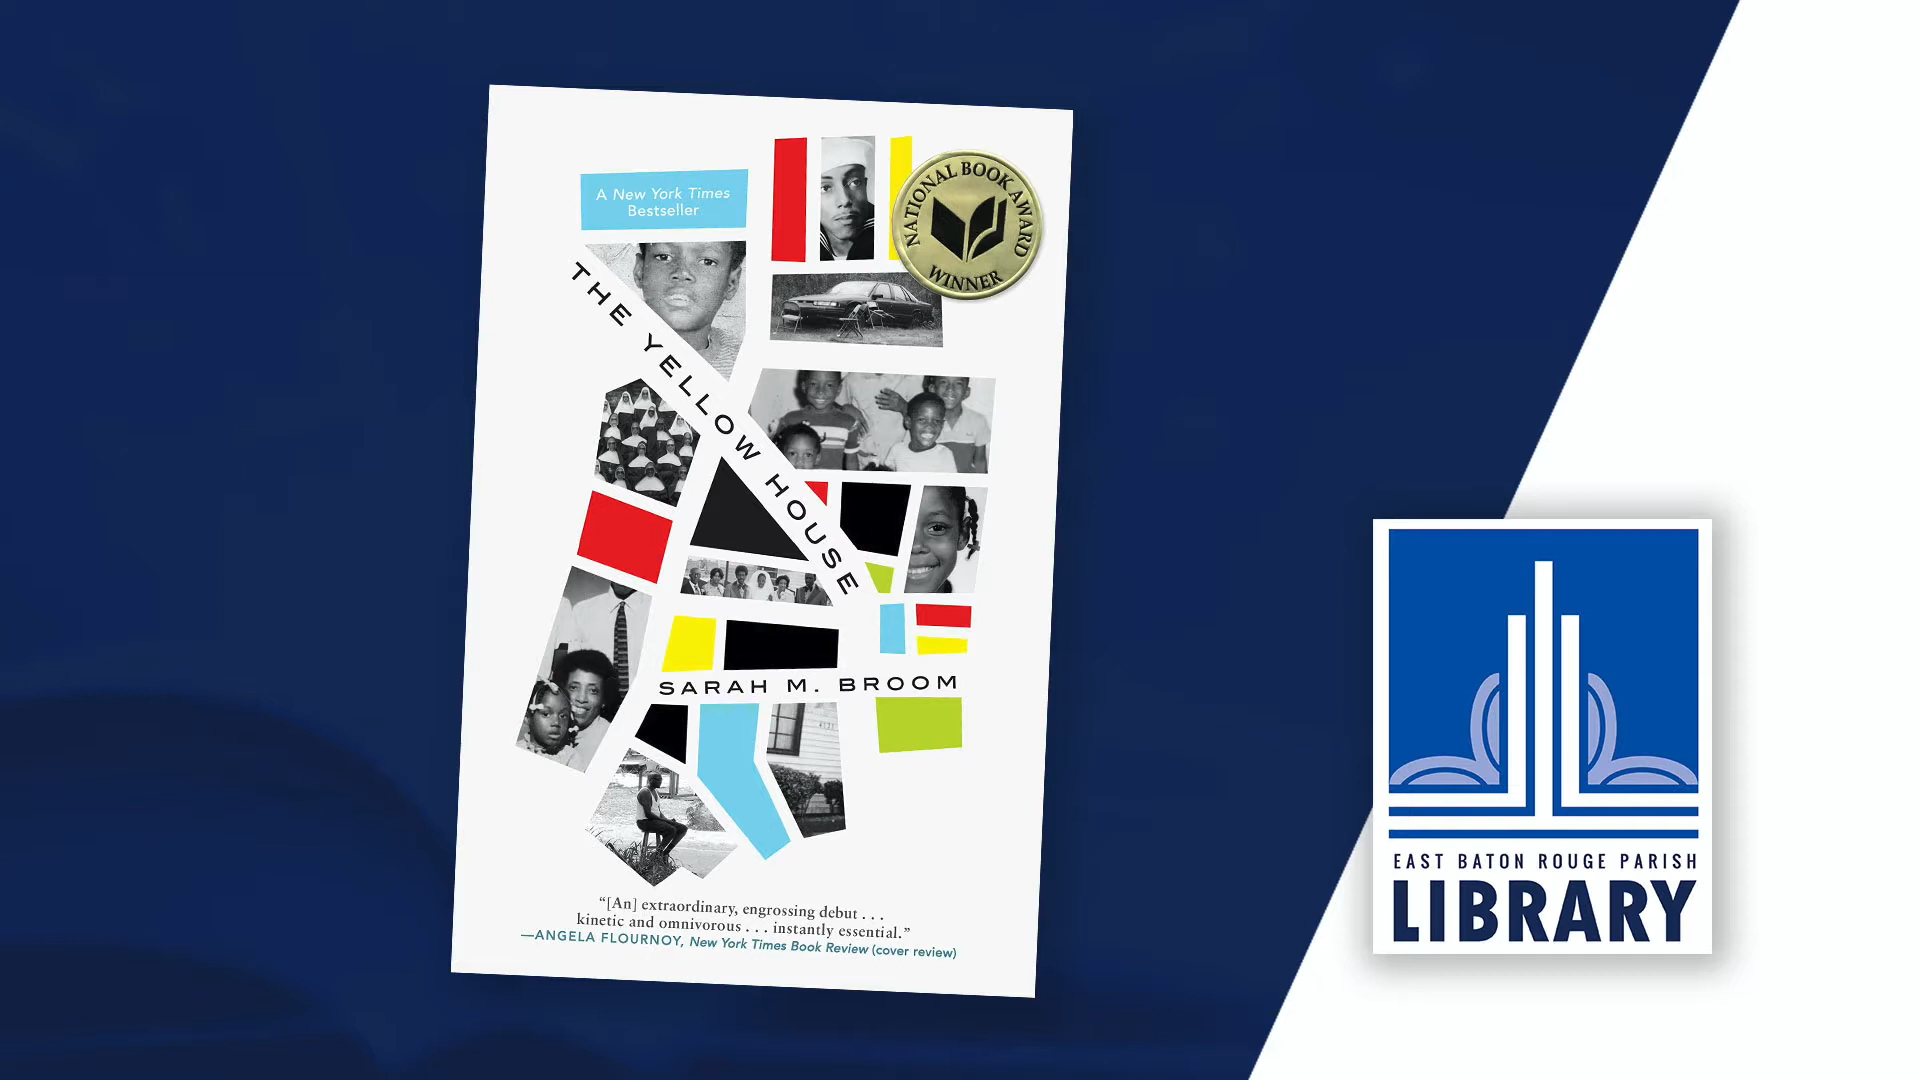 A New York Times
Bestseller
NATIONAL BOOK AWARD
WINNER
THE YELLOW HOUSE
SARAH M. BROOM
“[An] extraordinary, engrossing debut . . .
kinetic and omnivorous . . . instantly essential.”
—ANGELA FLOURNOY, New York Times Book Review (cover review)
EAST BATON ROUGE PARISH
LIBRARY